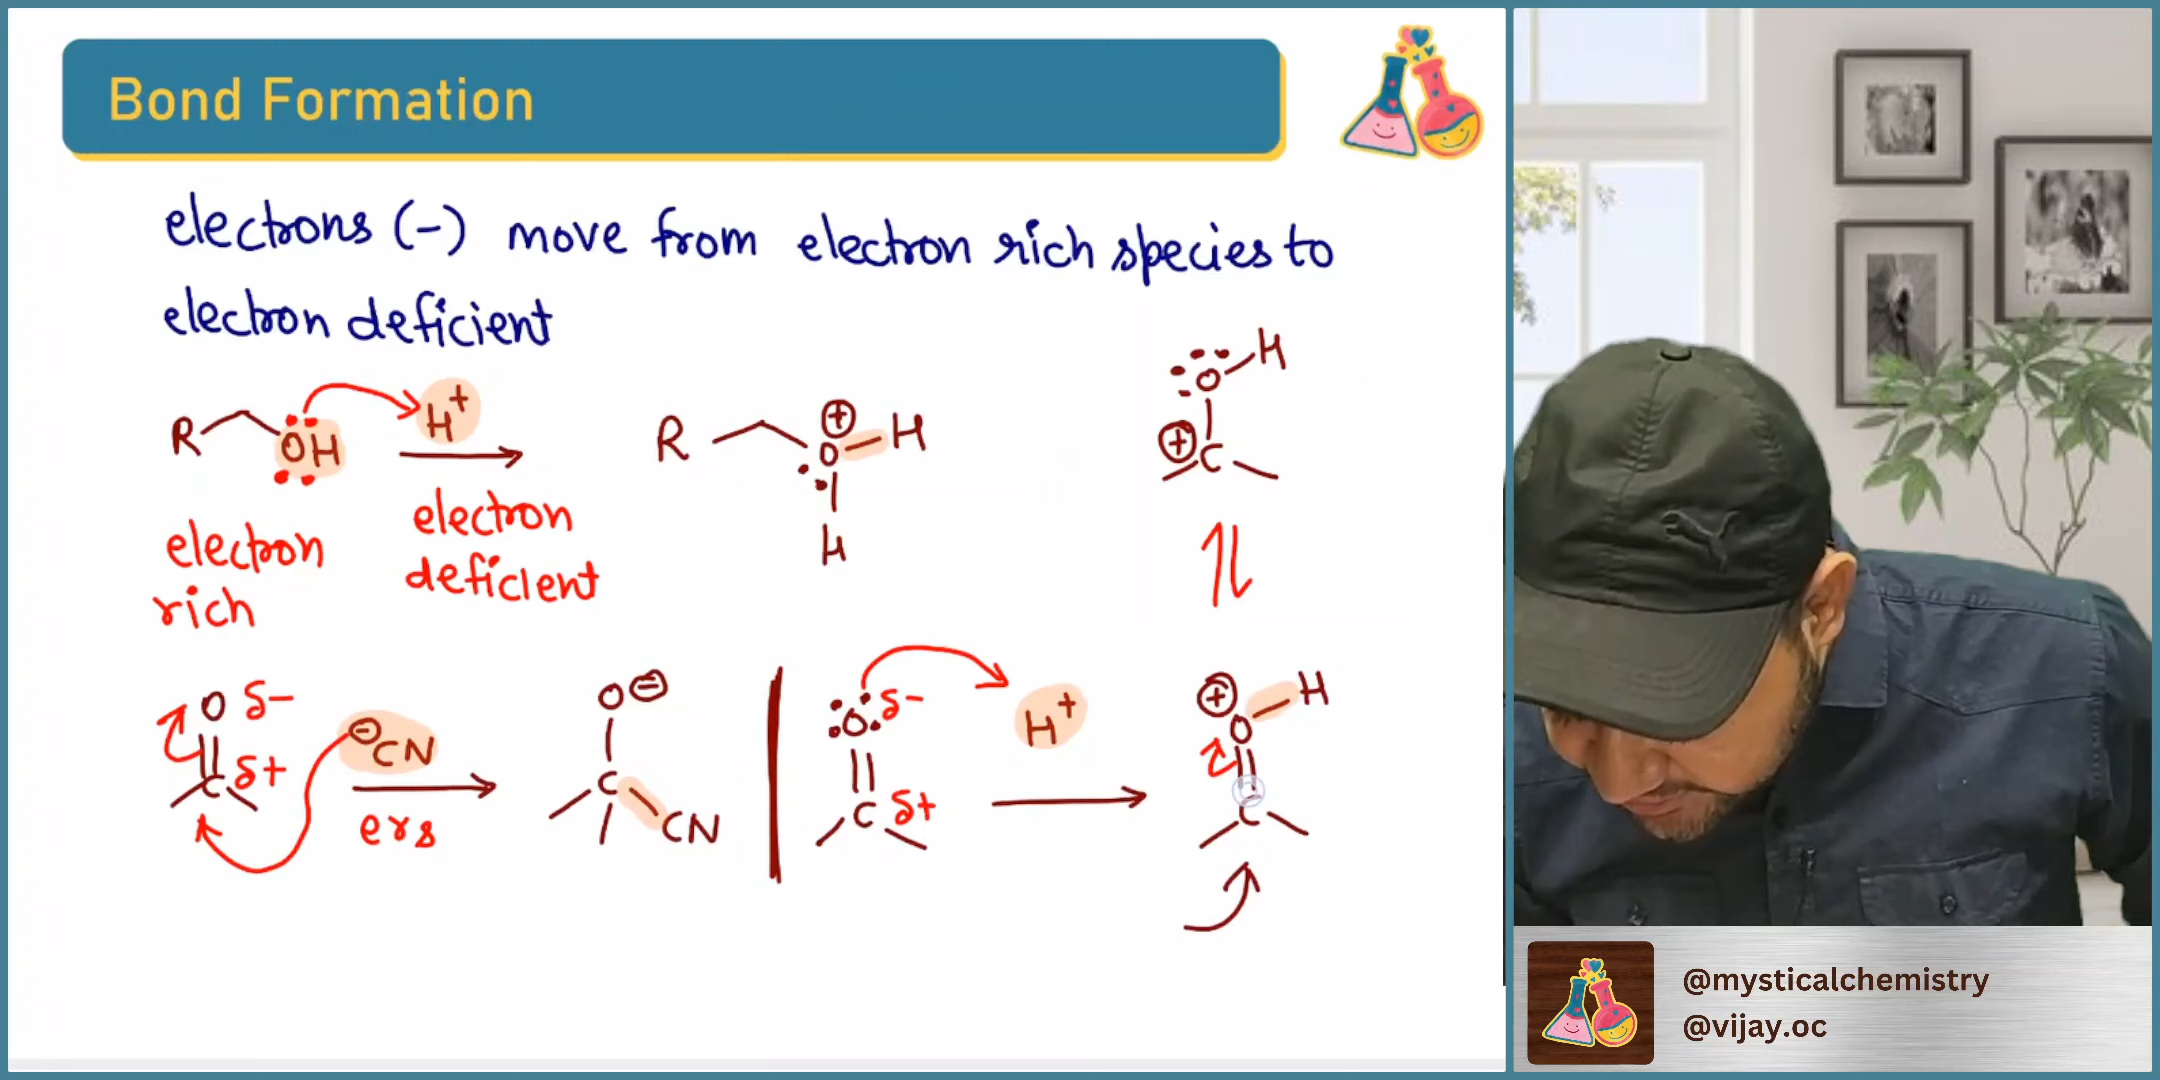 Bond Formation
electrons (-) move from electron rich species to
electron deficient
R OH H+ R O⊕ H
H
electron
rich
electron
deficient
O H
⊕ C
O δ-
C δ+
⊖CN
ers
O⊖
C
CN
O δ-
C δ+
H+
⊕ O H
C
@mysticalchemistry
@vijay.oc